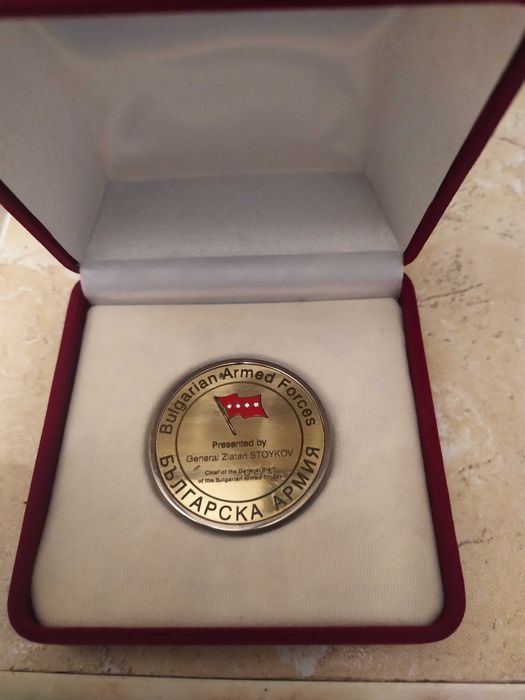 Bulgarian Armed Forces
Presented by
General Zlatan STOYKOV
Chief of the General Staff
of the Bulgarian Armed Forces
БЪЛГАРСКА АРМИЯ